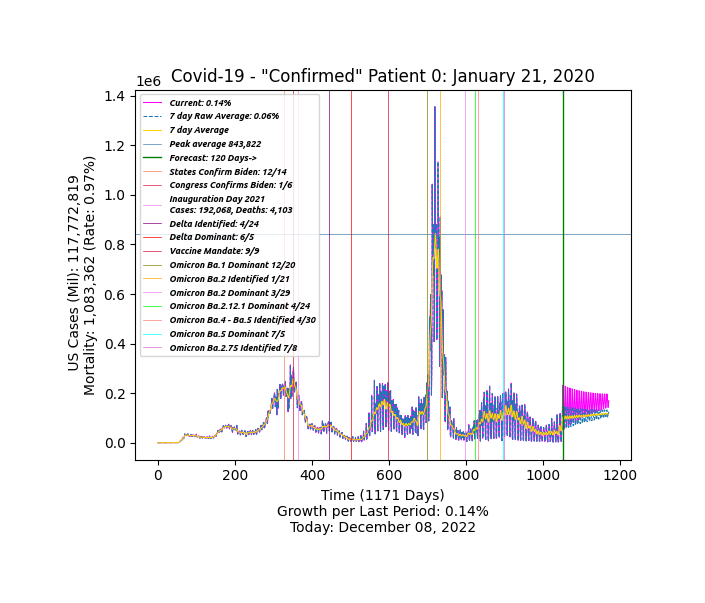 Covid-19 - "Confirmed" Patient 0: January 21, 2020
1e6
1.4
1.2
1.0
0.8
0.6
0.4
0.2
0.0
US Cases (Mil): 117,772,819
Mortality: 1,083,362 (Rate: 0.97%)
Current: 0.14%
7 day Raw Average: 0.06%
7 day Average
Peak average 843,822
Forecast: 120 Days->
States Confirm Biden: 12/14
Congress Confirms Biden: 1/6
Inauguration Day 2021
Cases: 192,068, Deaths: 4,103
Delta Identified: 4/24
Delta Dominant: 6/5
Vaccine Mandate: 9/9
Omicron Ba.1 Dominant 12/20
Omicron Ba.2 Identified 1/21
Omicron Ba.2 Dominant 3/29
Omicron Ba.2.12.1 Dominant 4/24
Omicron Ba.4 - Ba.5 Identified 4/30
Omicron Ba.5 Dominant 7/5
Omicron Ba.2.75 Identified 7/8
0 200 400 600 800 1000 1200
Time (1171 Days)
Growth per Last Period: 0.14%
Today: December 08, 2022